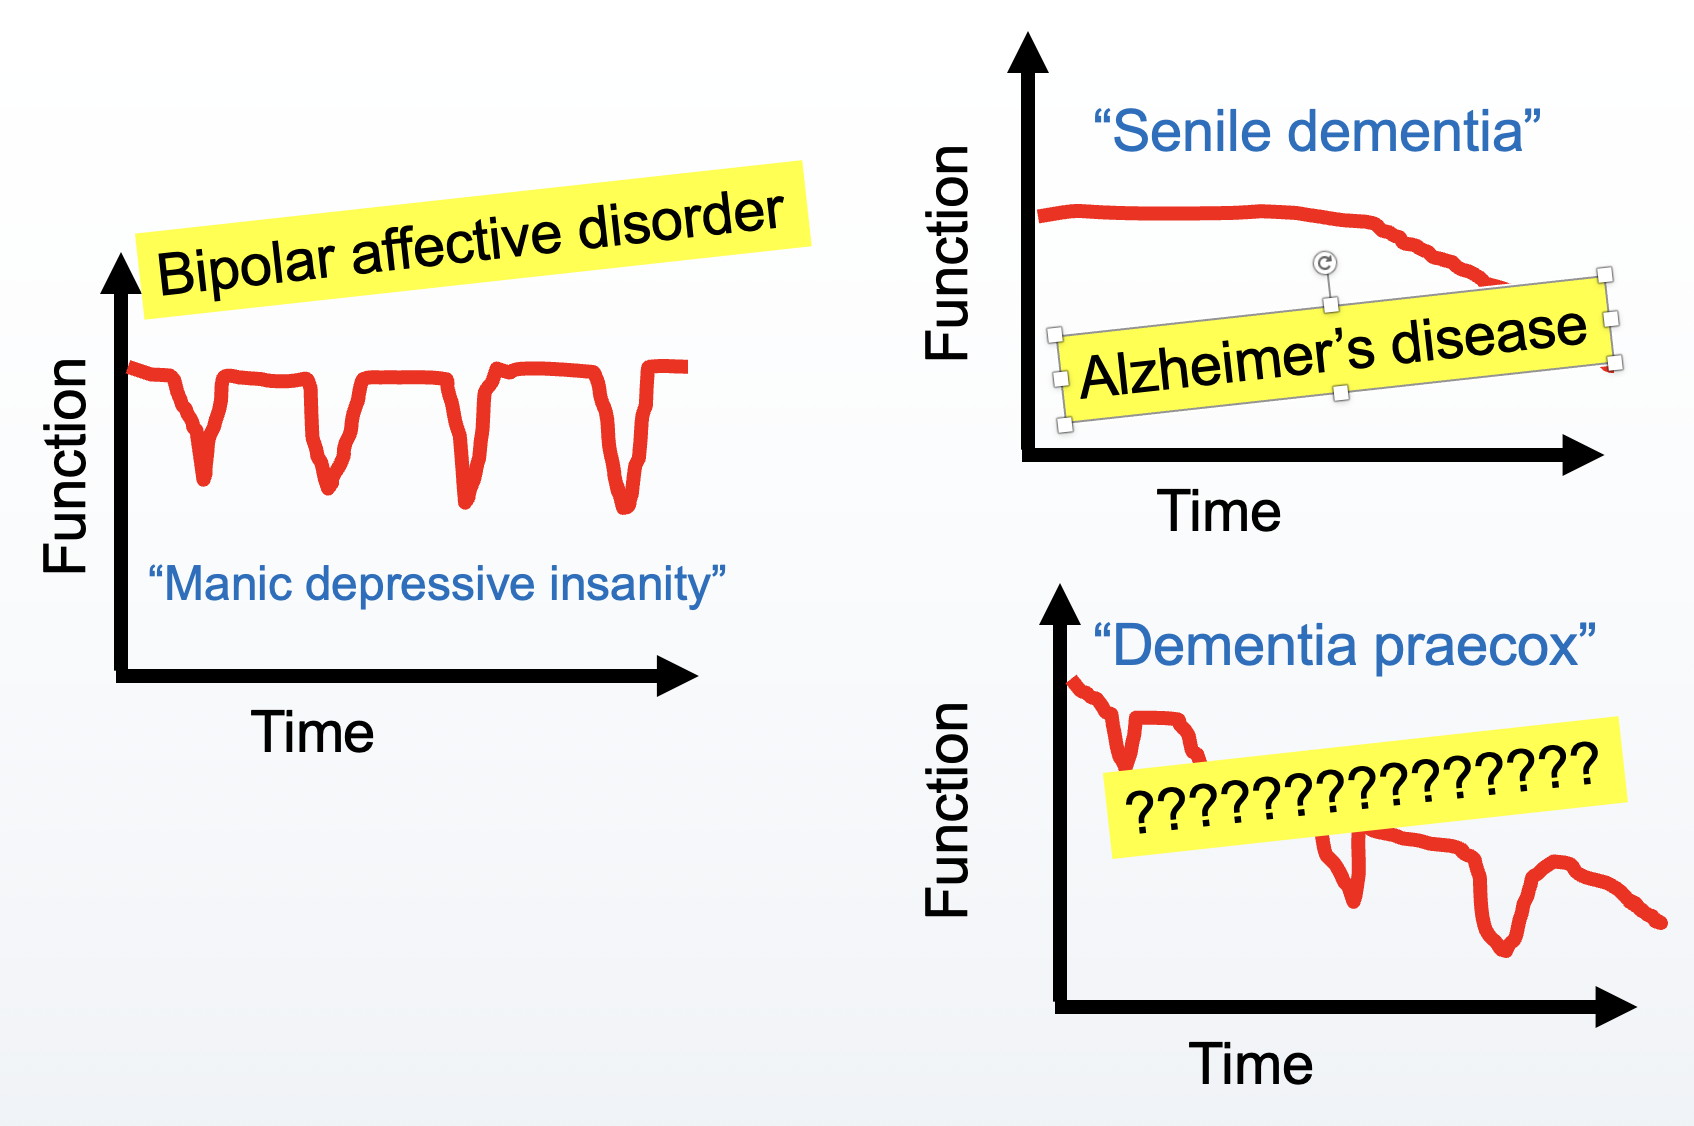 Bipolar affective disorder
Function
“Manic depressive insanity”
Time
“Senile dementia”
Function
Alzheimer’s disease
Time
“Dementia praecox”
Function
???????????????
Time